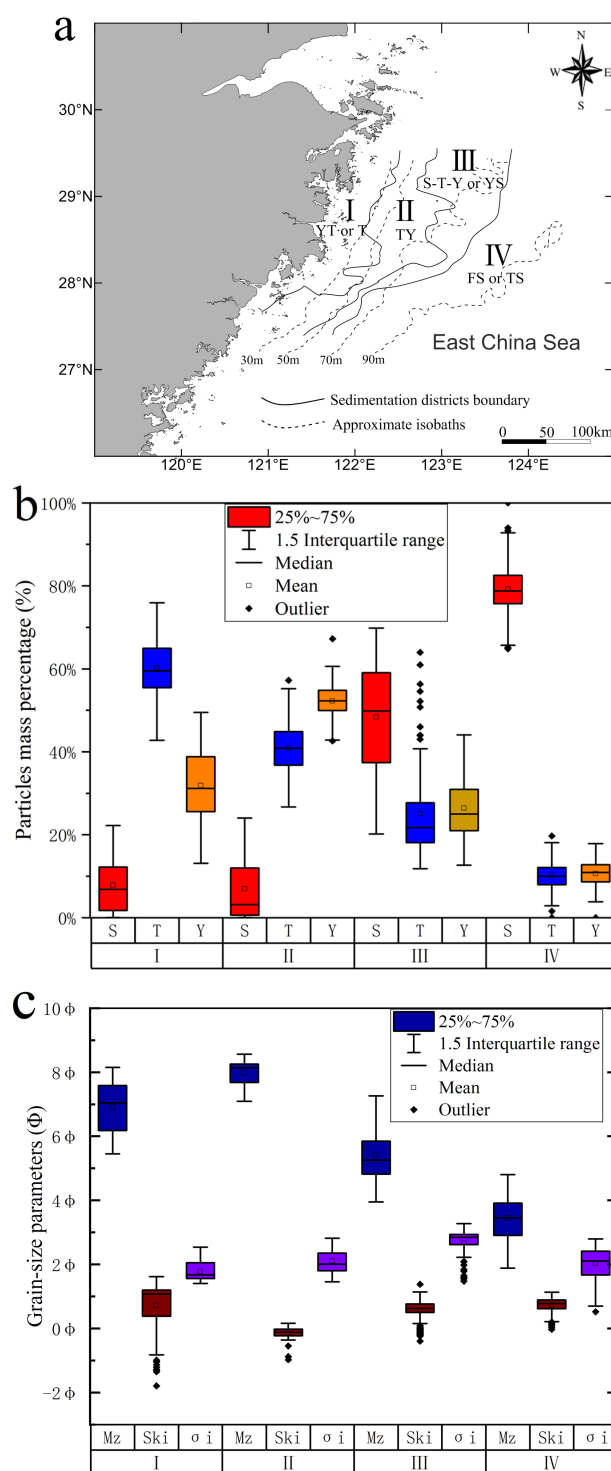 a
N
W E
S
30°N
29°N
28°N
27°N
III
S-T-Y or YS
I
YT or T
II
TY
IV
FS or TS
East China Sea
30m 50m 70m 90m
Sedimentation districts boundary
Approximate isobaths
0 50 100km
120°E 121°E 122°E 123°E 124°E
b
Particles mass percentage (%)
100%
80%
60%
40%
20%
0%
25%~75%
1.5 Interquartile range
Median
Mean
Outlier
S T Y S T Y S T Y S T Y
I II III IV
c
Grain-size parameters (Φ)
10 Φ
8 Φ
6 Φ
4 Φ
2 Φ
0 Φ
−2 Φ
25%~75%
1.5 Interquartile range
Median
Mean
Outlier
Mz Ski σ i Mz Ski σ i Mz Ski σ i Mz Ski σ i
I II III IV